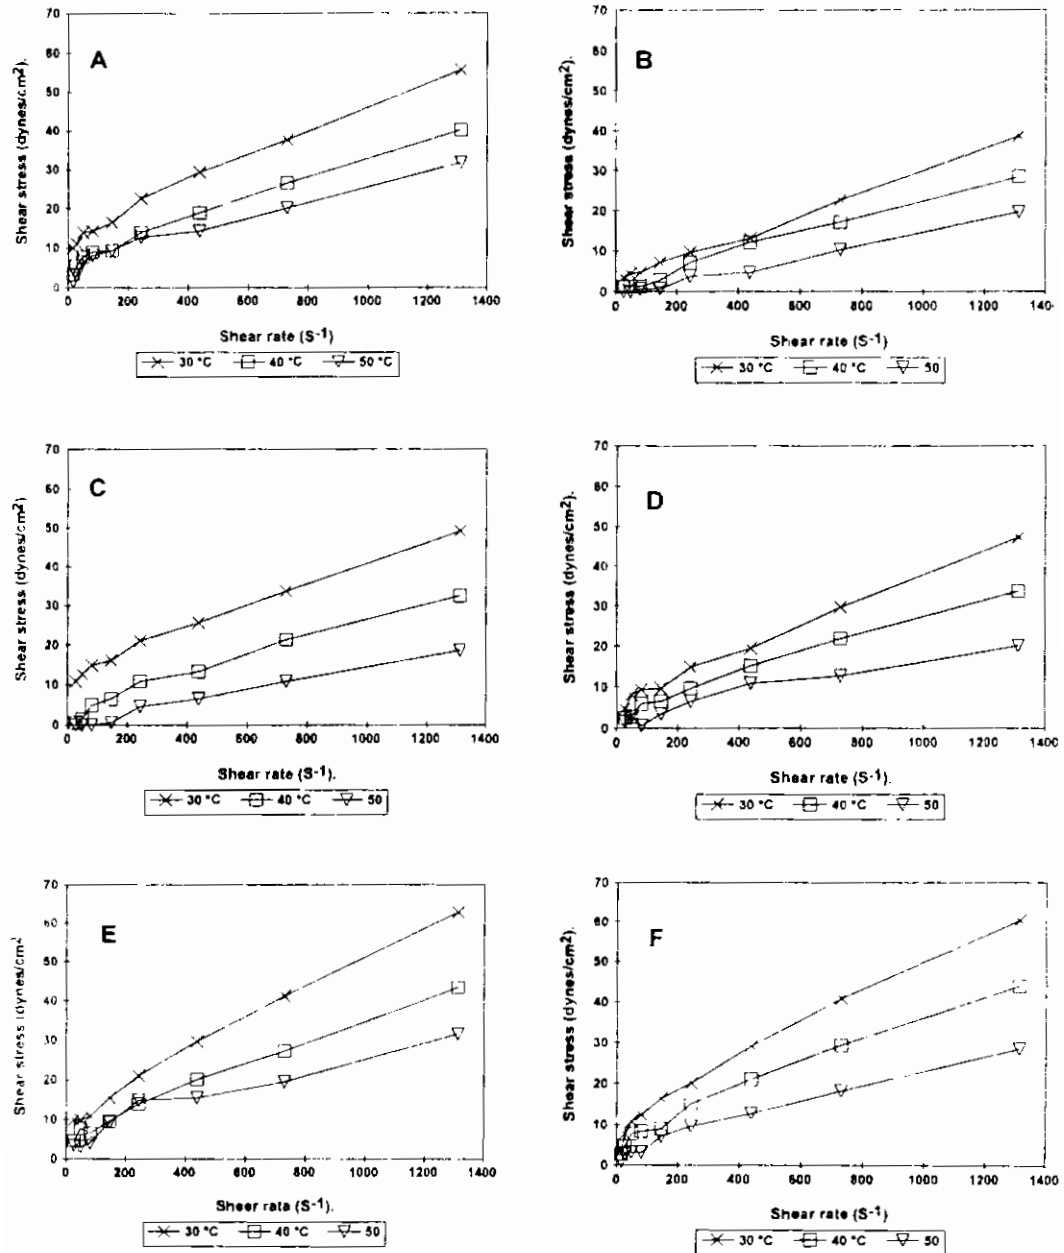 A
Shear stress (dynes/cm2).
70
60
50
40
30
20
10
0
0 200 400 600 800 1000 1200 1400
Shear rate (S-1)
30 °C 40 °C 50 °C
B
Shear stress (dynes/cm2).
70
60
50
40
30
20
10
0
0 200 400 600 800 1000 1200 140
Shear rate (S-1)
30 °C 40 °C 50
C
Shear stress (dynes/cm2)
70
60
50
40
30
20
10
0
0 200 400 600 800 1000 1200 1400
Shear rate (S-1).
30 °C 40 °C 50
D
Shear stress (dynes/cm2).
70
60
50
40
30
20
10
0
0 200 400 600 800 1000 1200 1400
Shear rate (S-1).
30 °C 40 °C 50
E
Shear stress (dynes/cm2
70
60
50
40
30
20
10
0
0 200 400 600 800 1000 1200 1400
Shear rata (S-1).
30 °C 40 °C 50
F
Shear stress (dynes/cm2).
70
60
50
40
30
20
10
0
0 200 400 600 800 1000 1200 1400
Shear rate (S-1)
30 °C 40 °C 50